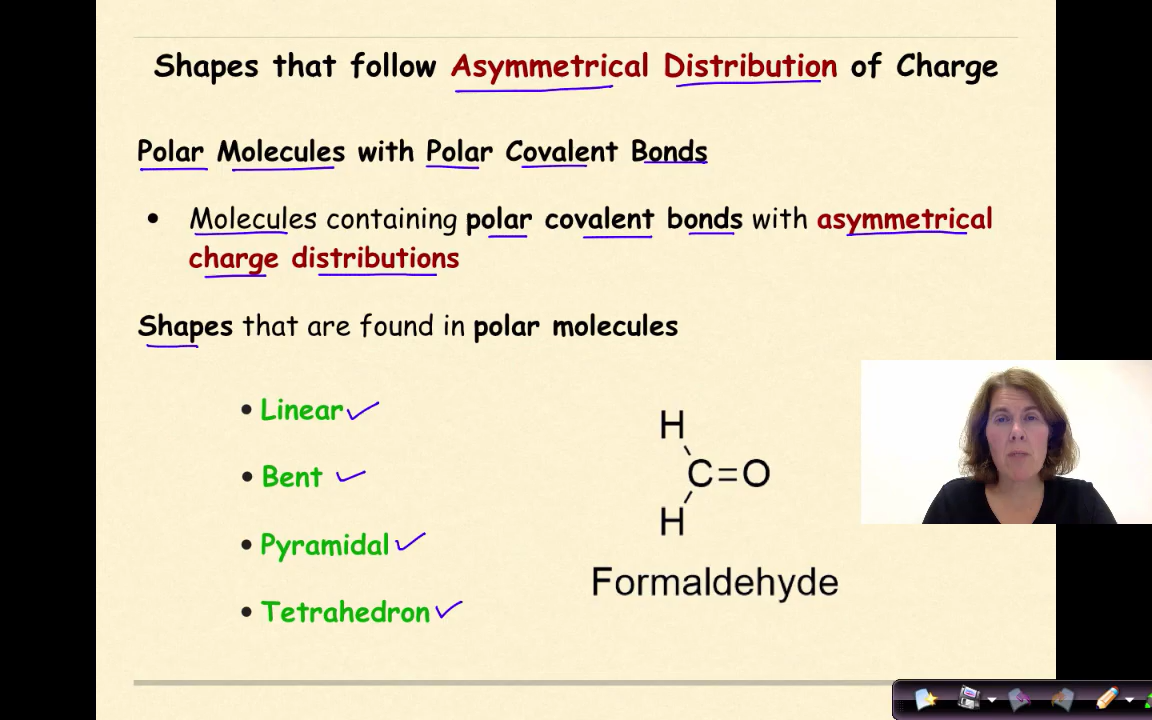 Shapes that follow Asymmetrical Distribution of Charge
Polar Molecules with Polar Covalent Bonds
• Molecules containing polar covalent bonds with asymmetrical
charge distributions
Shapes that are found in polar molecules
• Linear
• Bent
• Pyramidal
• Tetrahedron
H
C=O
H
Formaldehyde